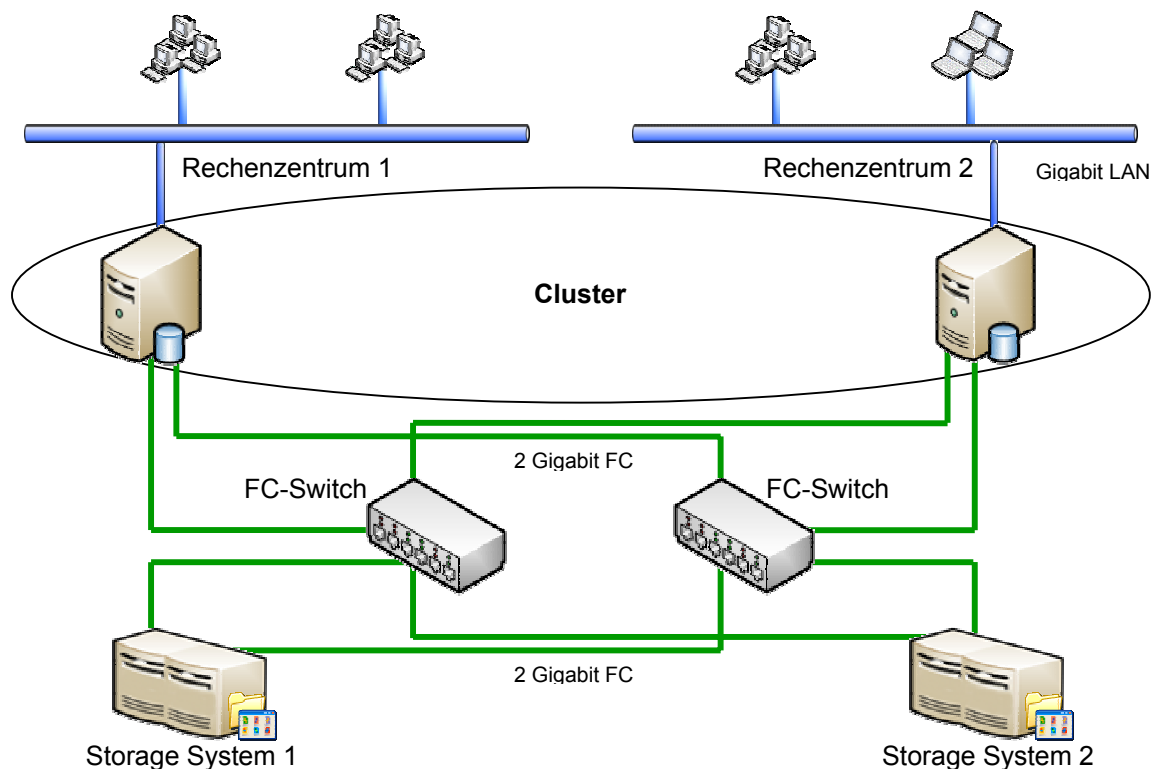 Rechenzentrum 1
Rechenzentrum 2
Gigabit LAN
Cluster
2 Gigabit FC
FC-Switch
FC-Switch
2 Gigabit FC
Storage System 1
Storage System 2